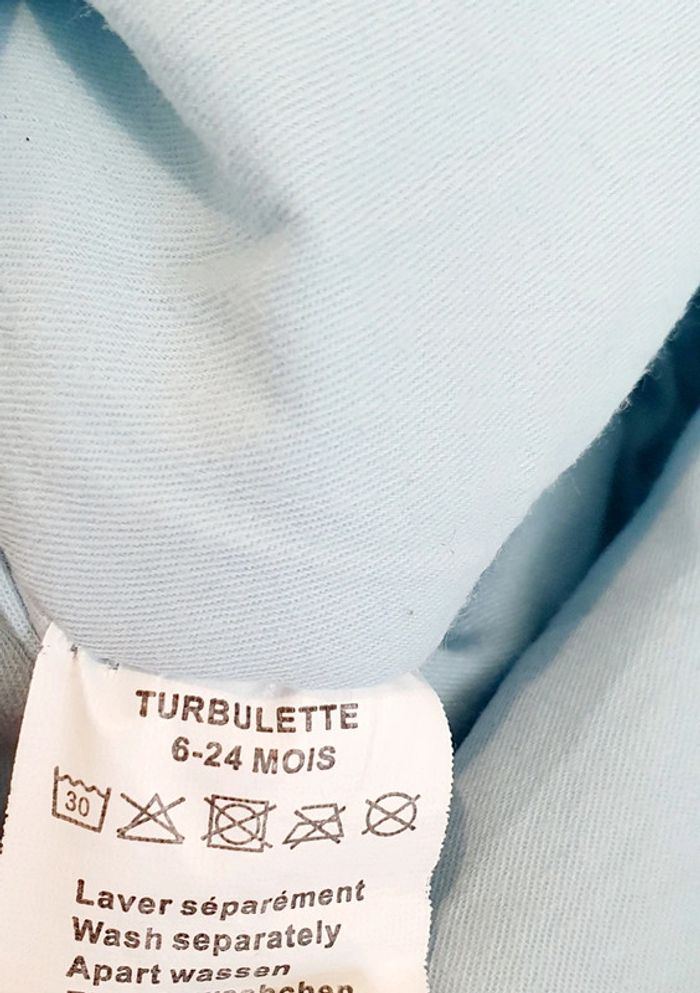 TURBULETTE
6-24 MOIS
30
Laver séparément
Wash separately
Apart wassen